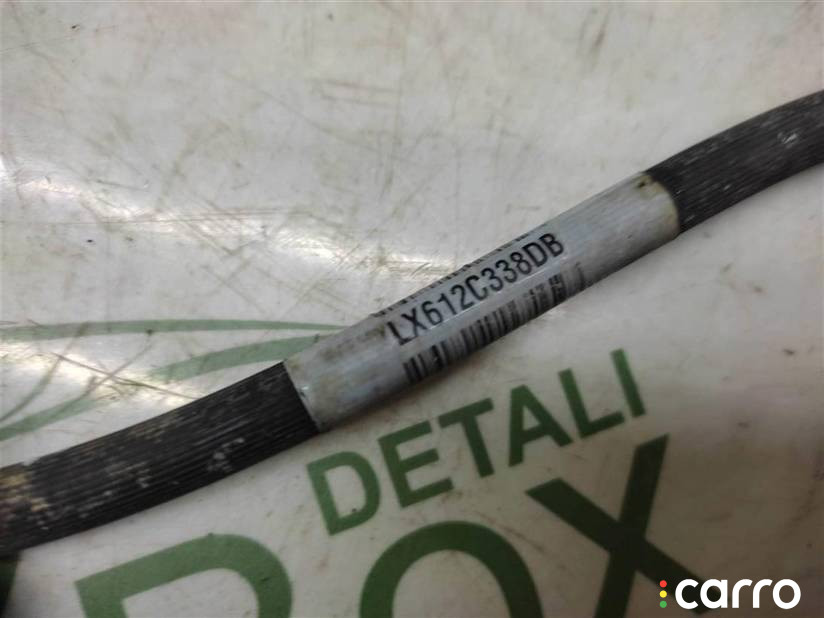 LX612C338DB
DETALI
BOX
carro